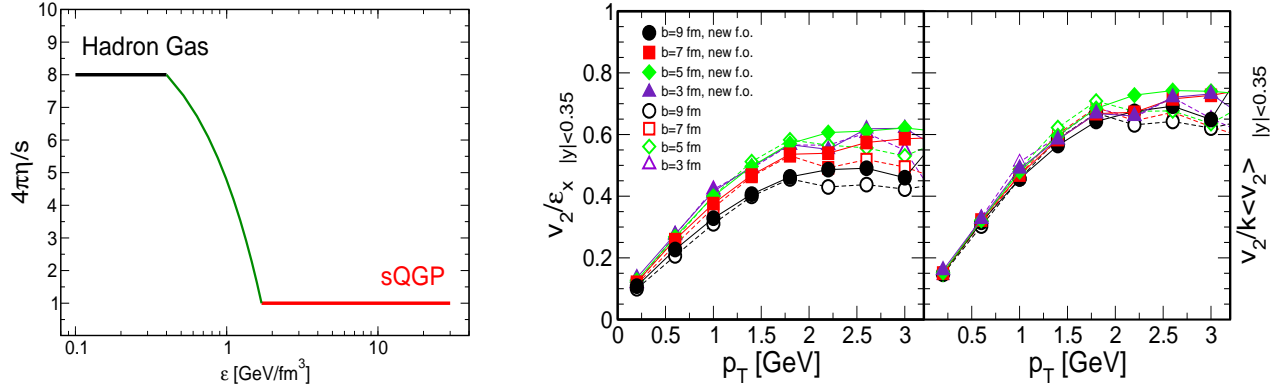 10
9
8
7
6
5
4
3
2
1
0
4πη/s
Hadron Gas
sQGP
0.1 1 10
ε [GeV/fm³]
1
0.8
0.6
0.4
0.2
0
v₂/εₓ |y|<0.35
b=9 fm, new f.o.
b=7 fm, new f.o.
b=5 fm, new f.o.
b=3 fm, new f.o.
b=9 fm
b=7 fm
b=5 fm
b=3 fm
0 0.5 1 1.5 2 2.5 3
p_T [GeV]
0.5 1 1.5 2 2.5 3
p_T [GeV]
v₂/k<v₂> |y|<0.35